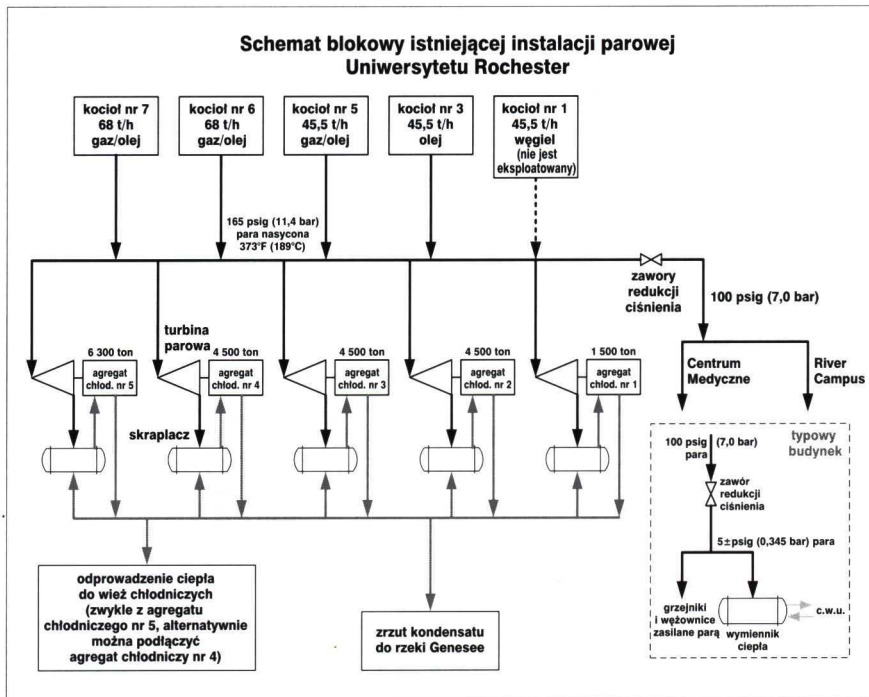 Schemat blokowy istniejącej instalacji parowej
Uniwersytetu Rochester
kocioł nr 7
68 t/h
gaz/olej
kocioł nr 6
68 t/h
gaz/olej
kocioł nr 5
45,5 t/h
gaz/olej
kocioł nr 3
45,5 t/h
olej
kocioł nr 1
45,5 t/h
węgiel
(nie jest
eksploatowany)
165 psig (11,4 bar)
para nasycona
373°F (189°C)
zawory
redukcji
ciśnienia
100 psig (7,0 bar)
turbina
parowa
6 300 ton
agregat
chłod. nr 5
4 500 ton
agregat
chłod. nr 4
4 500 ton
agregat
chłod. nr 3
4 500 ton
agregat
chłod. nr 2
1 500 ton
agregat
chłod. nr 1
Centrum
Medyczne
River
Campus
skraplacz
100 psig (7,0 bar)
para
typowy
budynek
zawór
redukcji
ciśnienia
5±psig (0,345 bar) para
grzejniki
i wężownice
zasilane parą
wymiennik
ciepła
c.w.u.
odprowadzenie ciepła
do wież chłodniczych
(zwykle z agregatu
chłodniczego nr 5, alternatywnie
można podłączyć
agregat chłodniczy nr 4)
zrzut kondensatu
do rzeki Genesee